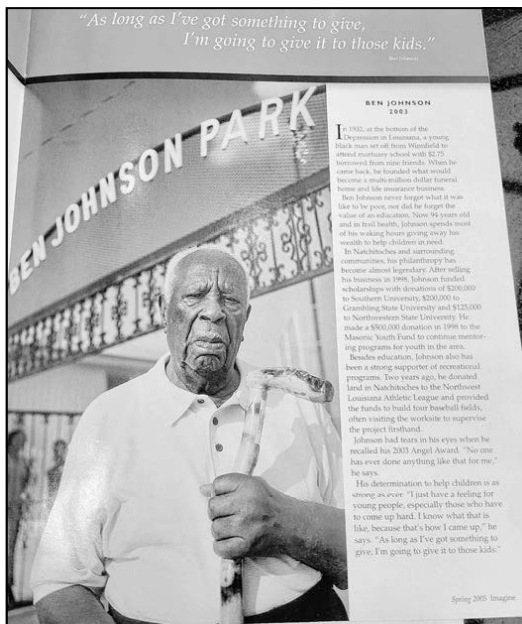 "As long as I've got something to give,
I'm going to give it to those kids."
Ben Johnson
BEN JOHNSON PARK
BEN JOHNSON
2003
In 1932, at the bottom of the
Depression in Louisiana, a young
black man set off from Winnfield to
attend mortuary school with $2.75
borrowed from nine friends. When he
came back, he founded what would
become a multi-million dollar funeral
home and life insurance business.
Ben Johnson never forgot what it was
like to be poor, nor did he forget the
value of an education. Now 94 years old
and in frail health, Johnson spends most
of his waking hours giving away his
wealth to help children in need.
In Natchitoches and surrounding
communities, his philanthropy has
become almost legendary. After selling
his business in 1998, Johnson funded
scholarships with donations of $200,000
to Southern University, $200,000 to
Grambling State University and $125,000
to Northwestern State University. He
made a $500,000 donation in 1998 to the
Masonic Youth Fund to continue mentor-
ing programs for youth in the area.
Besides education, Johnson also has
been a strong supporter of recreational
programs. Two years ago, he donated
land in Natchitoches to the Northwest
Louisiana Athletic League and provided
the funds to build four baseball fields,
often visiting the worksite to supervise
the project firsthand.
Johnson had tears in his eyes when he
recalled his 2003 Angel Award. "No one
has ever done anything like that for me,"
he says.
His determination to help children is as
strong as ever. "I just have a feeling for
young people, especially those who have
to come up hard. I know what that is
like, because that's how I came up," he
says. "As long as I've got something to
give, I'm going to give it to those kids."
Spring 2005 Imagine